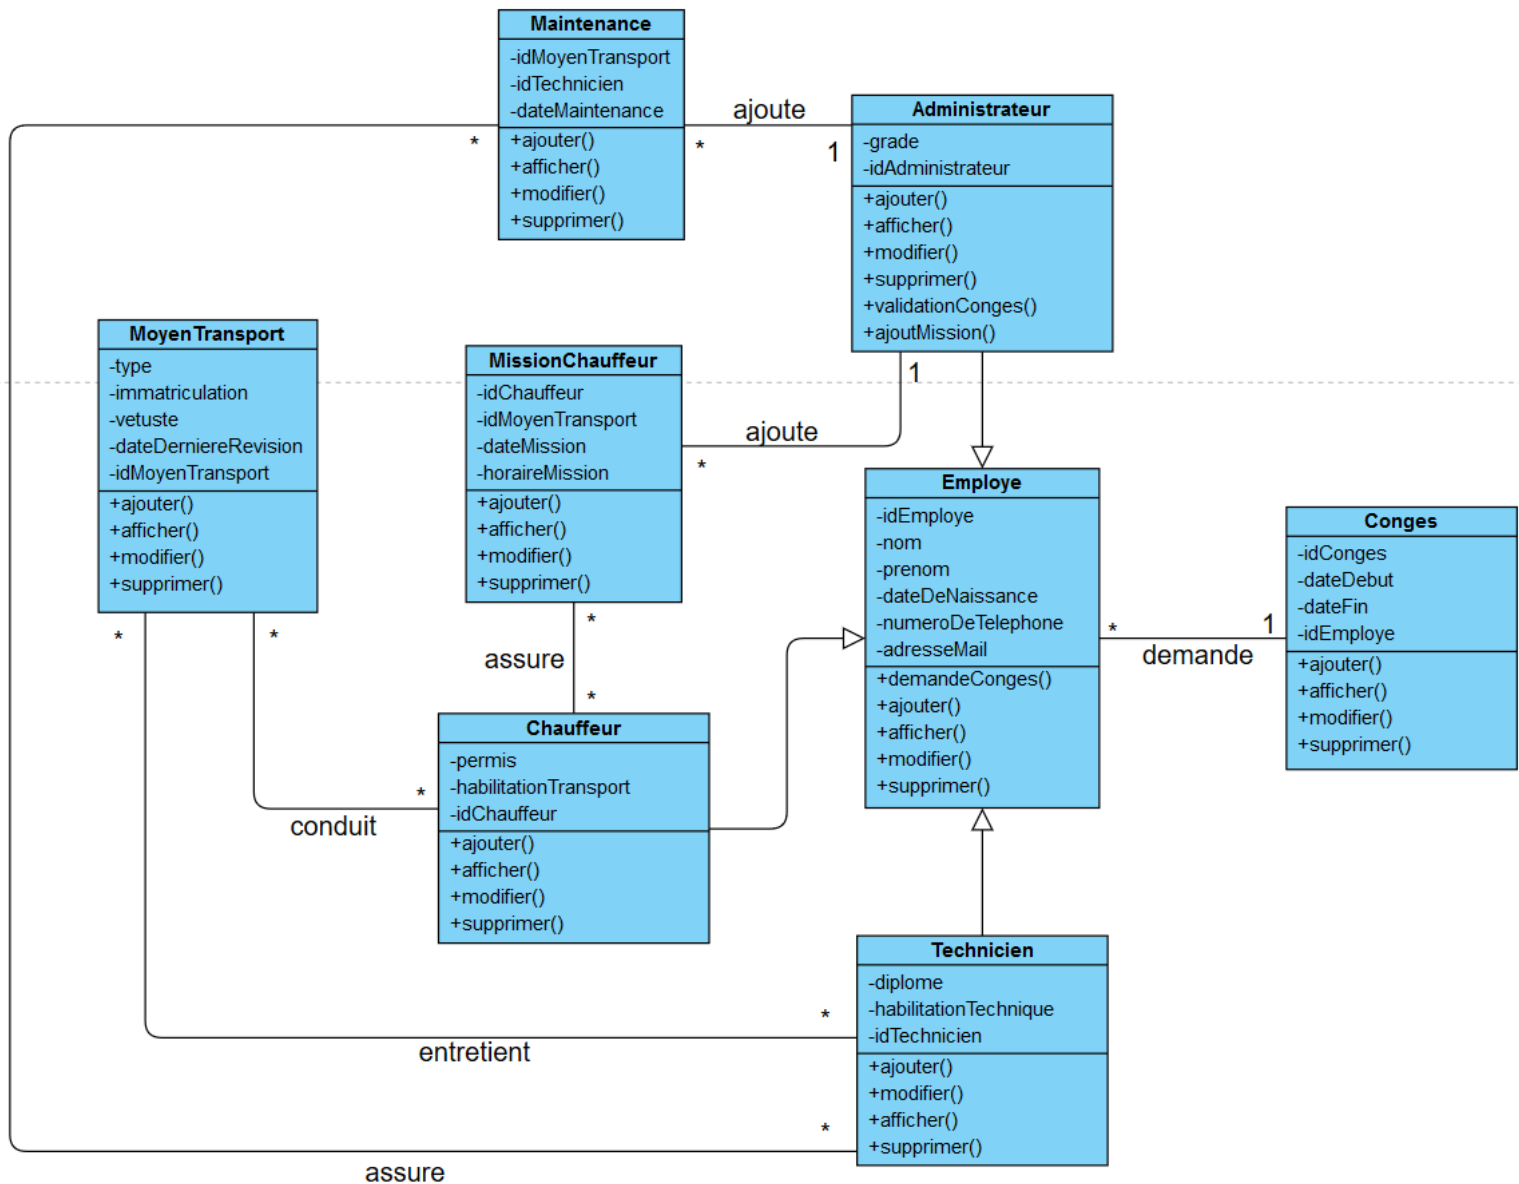 Maintenance
-idMoyenTransport
-idTechnicien
-dateMaintenance
+ajouter()
+afficher()
+modifier()
+supprimer()
*
*
ajoute
1
Administrateur
-grade
-idAdministrateur
+ajouter()
+afficher()
+modifier()
+supprimer()
+validationConges()
+ajoutMission()
MoyenTransport
-type
-immatriculation
-vetuste
-dateDerniereRevision
-idMoyenTransport
+ajouter()
+afficher()
+modifier()
+supprimer()
*
*
MissionChauffeur
-idChauffeur
-idMoyenTransport
-dateMission
-horaireMission
+ajouter()
+afficher()
+modifier()
+supprimer()
1
ajoute
*
*
assure
*
Employe
-idEmploye
-nom
-prenom
-dateDeNaissance
-numeroDeTelephone
-adresseMail
+demandeConges()
+ajouter()
+afficher()
+modifier()
+supprimer()
*
1
demande
Conges
-idConges
-dateDebut
-dateFin
-idEmploye
+ajouter()
+afficher()
+modifier()
+supprimer()
Chauffeur
-permis
-habilitationTransport
-idChauffeur
+ajouter()
+afficher()
+modifier()
+supprimer()
*
conduit
Technicien
-diplome
-habilitationTechnique
-idTechnicien
+ajouter()
+modifier()
+afficher()
+supprimer()
*
entretient
*
assure